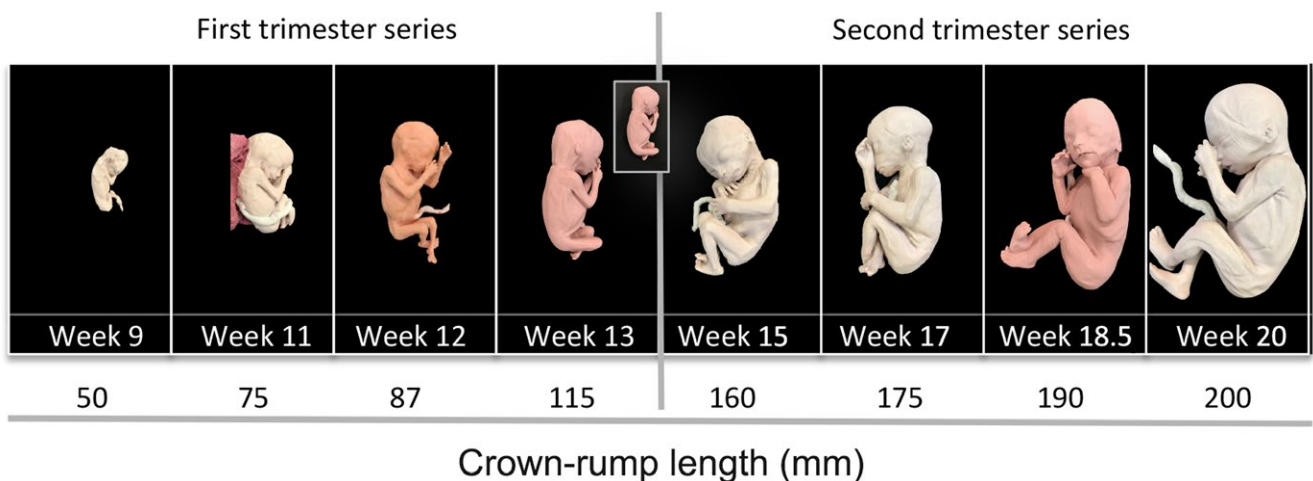 First trimester series
Second trimester series
Week 9
Week 11
Week 12
Week 13
Week 15
Week 17
Week 18.5
Week 20
50
75
87
115
160
175
190
200
Crown-rump length (mm)